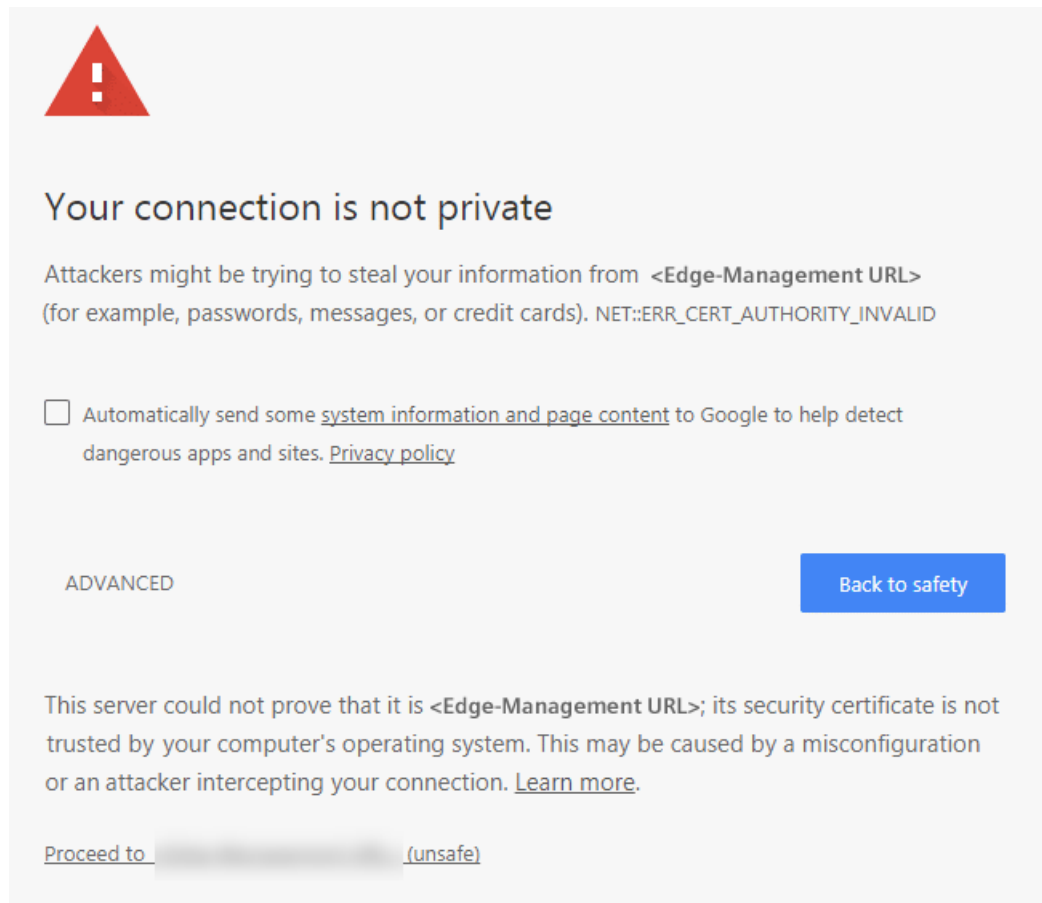 Your connection is not private
Attackers might be trying to steal your information from <Edge-Management URL>
(for example, passwords, messages, or credit cards). NET::ERR_CERT_AUTHORITY_INVALID
Automatically send some system information and page content to Google to help detect
dangerous apps and sites. Privacy policy
ADVANCED
Back to safety
This server could not prove that it is <Edge-Management URL>; its security certificate is not
trusted by your computer's operating system. This may be caused by a misconfiguration
or an attacker intercepting your connection. Learn more.
Proceed to (unsafe)